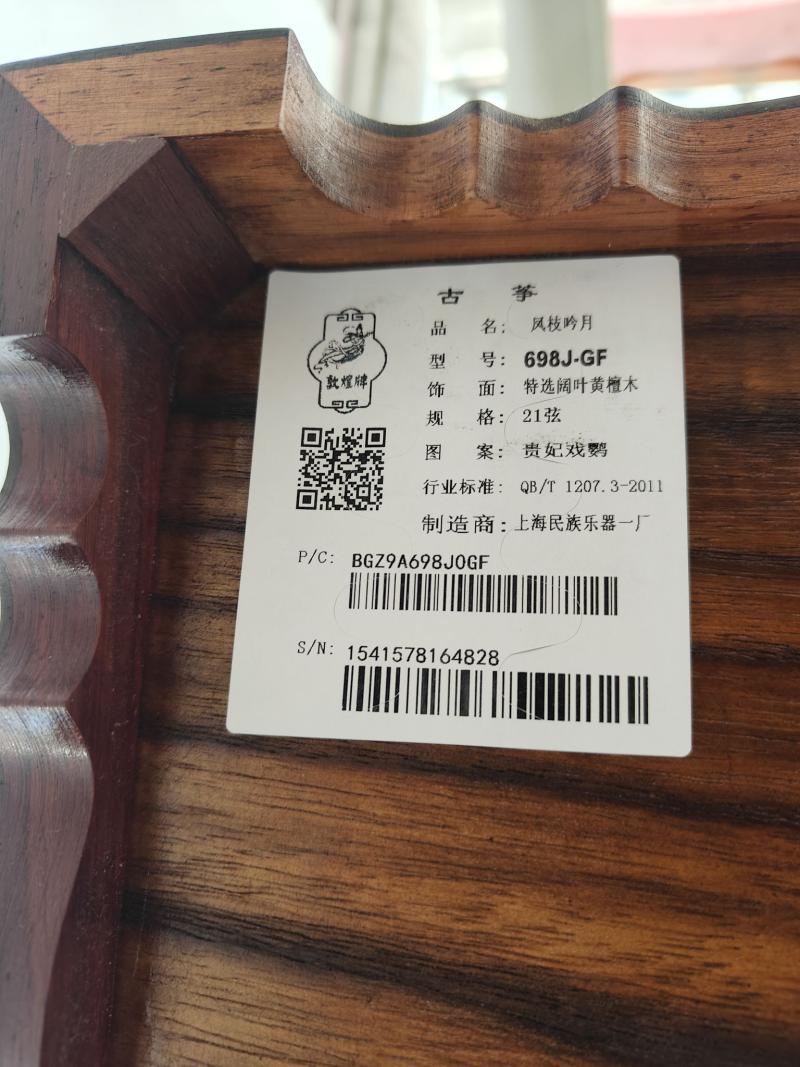 古 筝
敦煌牌
品 名: 凤枝吟月
型 号: 698J-GF
饰 面: 特选阔叶黄檀木
规 格: 21弦
图 案: 贵妃戏鹦
行业标准: QB/T 1207.3-2011
制造商: 上海民族乐器一厂
P/C: BGZ9A698J0GF
S/N: 1541578164828